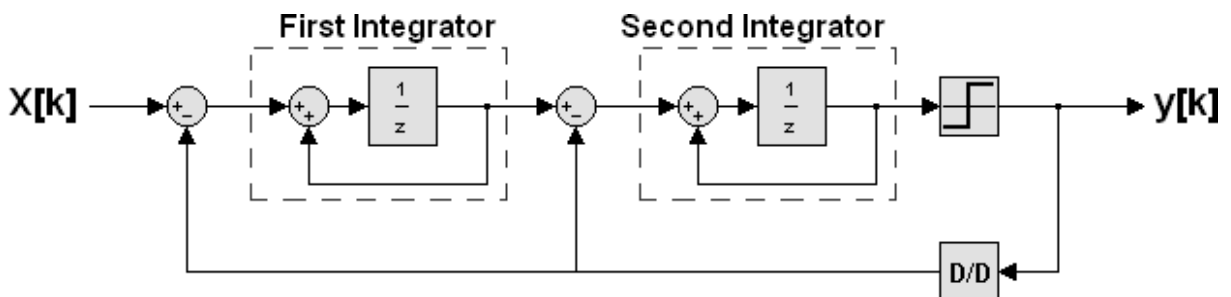 First Integrator
Second Integrator
X[k]
+
−
+
+
1
z
+
−
+
+
1
z
y[k]
D/D